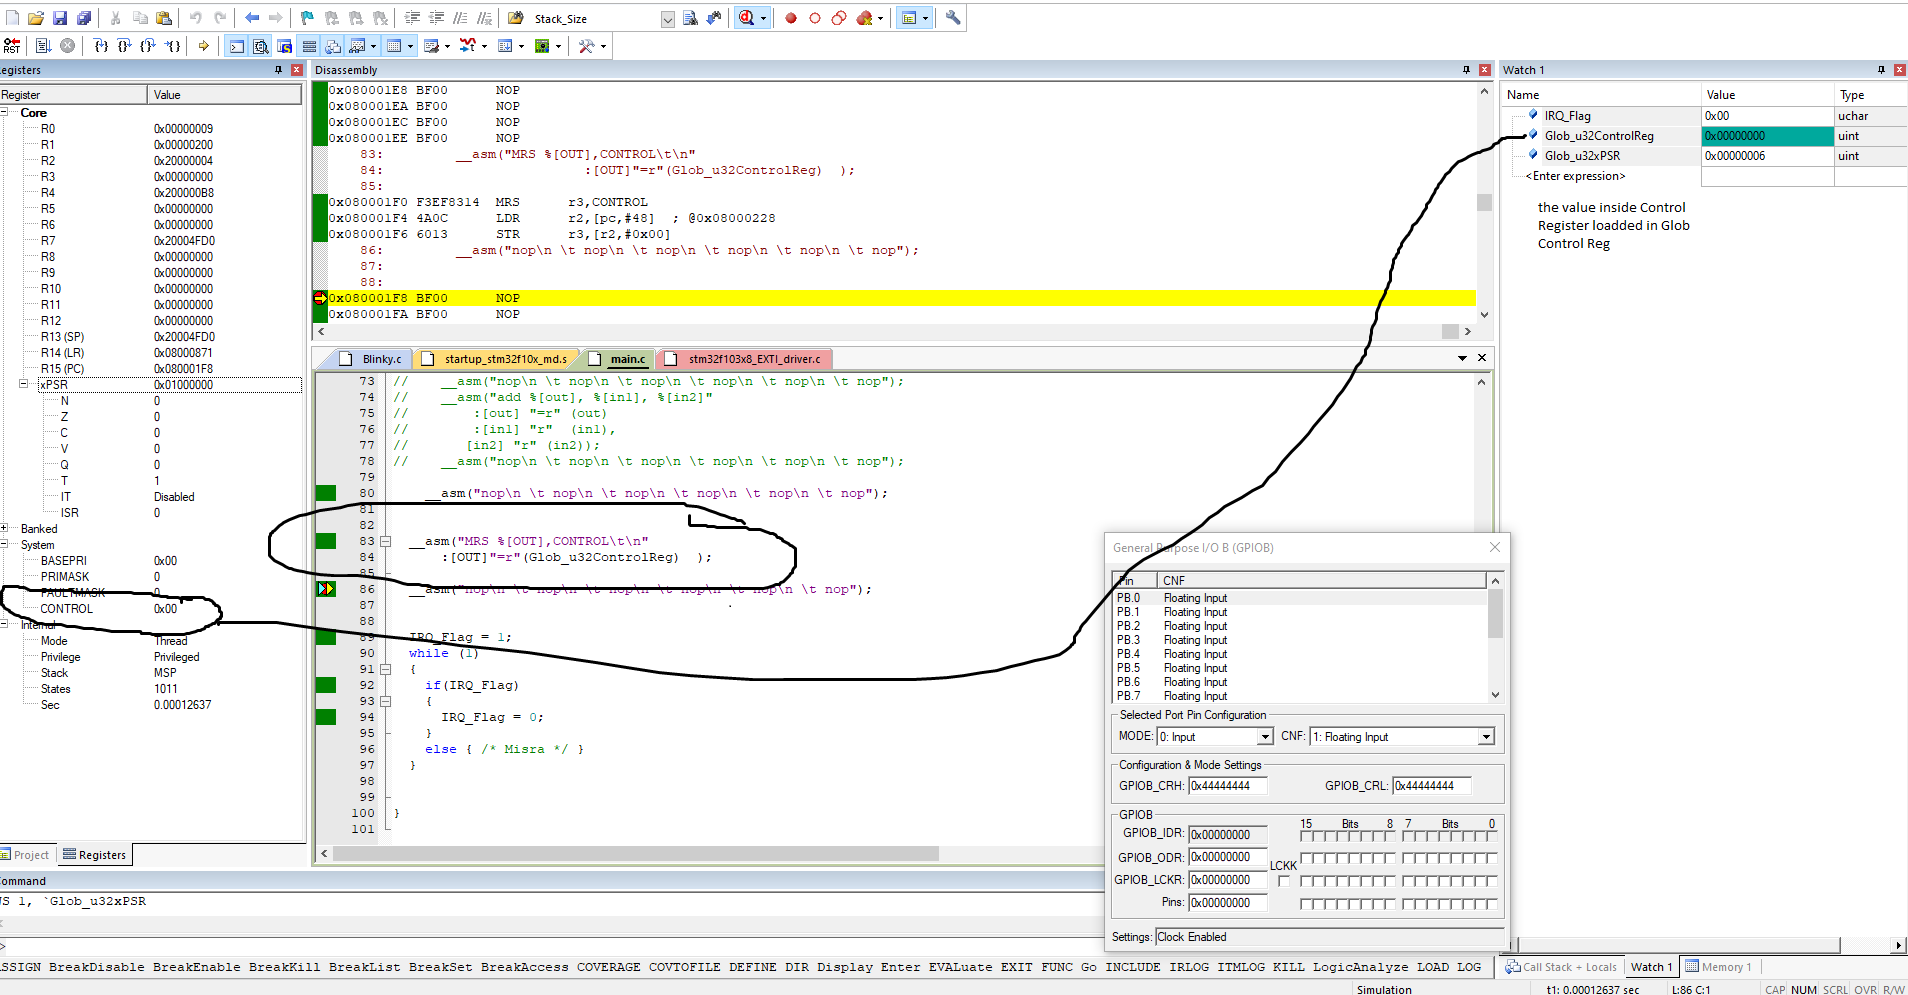 Stack_Size
RST
egisters
Register Value
Core
R0 0x00000009
R1 0x00000200
R2 0x20000004
R3 0x00000000
R4 0x200000B8
R5 0x00000000
R6 0x00000000
R7 0x20004FD0
R8 0x00000000
R9 0x00000000
R10 0x00000000
R11 0x00000000
R12 0x00000000
R13 (SP) 0x20004FD0
R14 (LR) 0x08000871
R15 (PC) 0x080001F8
xPSR 0x01000000
N 0
Z 0
C 0
V 0
Q 0
T 1
IT Disabled
ISR 0
Banked
System
BASEPRI 0x00
PRIMASK 0
FAULTMASK 0
CONTROL 0x00
Internal
Mode Thread
Privilege Privileged
Stack MSP
States 1011
Sec 0.00012637
Project Registers
Disassembly
0x080001E8 BF00 NOP
0x080001EA BF00 NOP
0x080001EC BF00 NOP
0x080001EE BF00 NOP
83: __asm("MRS %[OUT],CONTROL\t\n"
84: :[OUT]"=r"(Glob_u32ControlReg) );
85:
0x080001F0 F3EF8314 MRS r3,CONTROL
0x080001F4 4A0C LDR r2,[pc,#48] ; @0x08000228
0x080001F6 6013 STR r3,[r2,#0x00]
86: __asm("nop\n \t nop\n \t nop\n \t nop\n \t nop\n \t nop");
87:
88:
0x080001F8 BF00 NOP
0x080001FA BF00 NOP
Blinky.c startup_stm32f10x_md.s main.c stm32f103x8_EXTI_driver.c
73 // __asm("nop\n \t nop\n \t nop\n \t nop\n \t nop\n \t nop");
74 // __asm("add %[out], %[in1], %[in2]"
75 // :[out] "=r" (out)
76 // :[in1] "r" (in1),
77 // [in2] "r" (in2));
78 // __asm("nop\n \t nop\n \t nop\n \t nop\n \t nop\n \t nop");
79
80 __asm("nop\n \t nop\n \t nop\n \t nop\n \t nop\n \t nop");
81
82
83 __asm("MRS %[OUT],CONTROL\t\n"
84 :[OUT]"=r"(Glob_u32ControlReg) );
85
86 __asm("nop\n \t nop\n \t nop\n \t nop\n \t nop\n \t nop");
87
88
89 IRQ_Flag = 1;
90 while (1)
91 {
92 if(IRQ_Flag)
93 {
94 IRQ_Flag = 0;
95 }
96 else { /* Misra */ }
97 }
98
99
100 }
101
Watch 1
Name Value Type
IRQ_Flag 0x00 uchar
Glob_u32ControlReg 0x00000000 uint
Glob_u32xPSR 0x00000006 uint
<Enter expression>
the value inside Control
Register loadded in Glob
Control Reg
General Purpose I/O B (GPIOB)
Pin CNF
PB.0 Floating Input
PB.1 Floating Input
PB.2 Floating Input
PB.3 Floating Input
PB.4 Floating Input
PB.5 Floating Input
PB.6 Floating Input
PB.7 Floating Input
Selected Port Pin Configuration
MODE: 0: Input CNF: 1: Floating Input
Configuration & Mode Settings
GPIOB_CRH: 0x44444444 GPIOB_CRL: 0x44444444
GPIOB
15 Bits 8 7 Bits 0
GPIOB_IDR: 0x00000000
GPIOB_ODR: 0x00000000
LCKK
GPIOB_LCKR: 0x00000000
Pins: 0x00000000
Settings: Clock Enabled
ommand
WS 1, `Glob_u32xPSR
>
ASSIGN BreakDisable BreakEnable BreakKill BreakList BreakSet BreakAccess COVERAGE COVTOFILE DEFINE DIR Display Enter EVALuate EXIT FUNC Go INCLUDE IRLOG ITMLOG KILL LogicAnalyze LOAD LOG
Call Stack + Locals Watch 1 Memory 1
Simulation t1: 0.00012637 sec L:86 C:1 CAP NUM SCRL OVR R/W